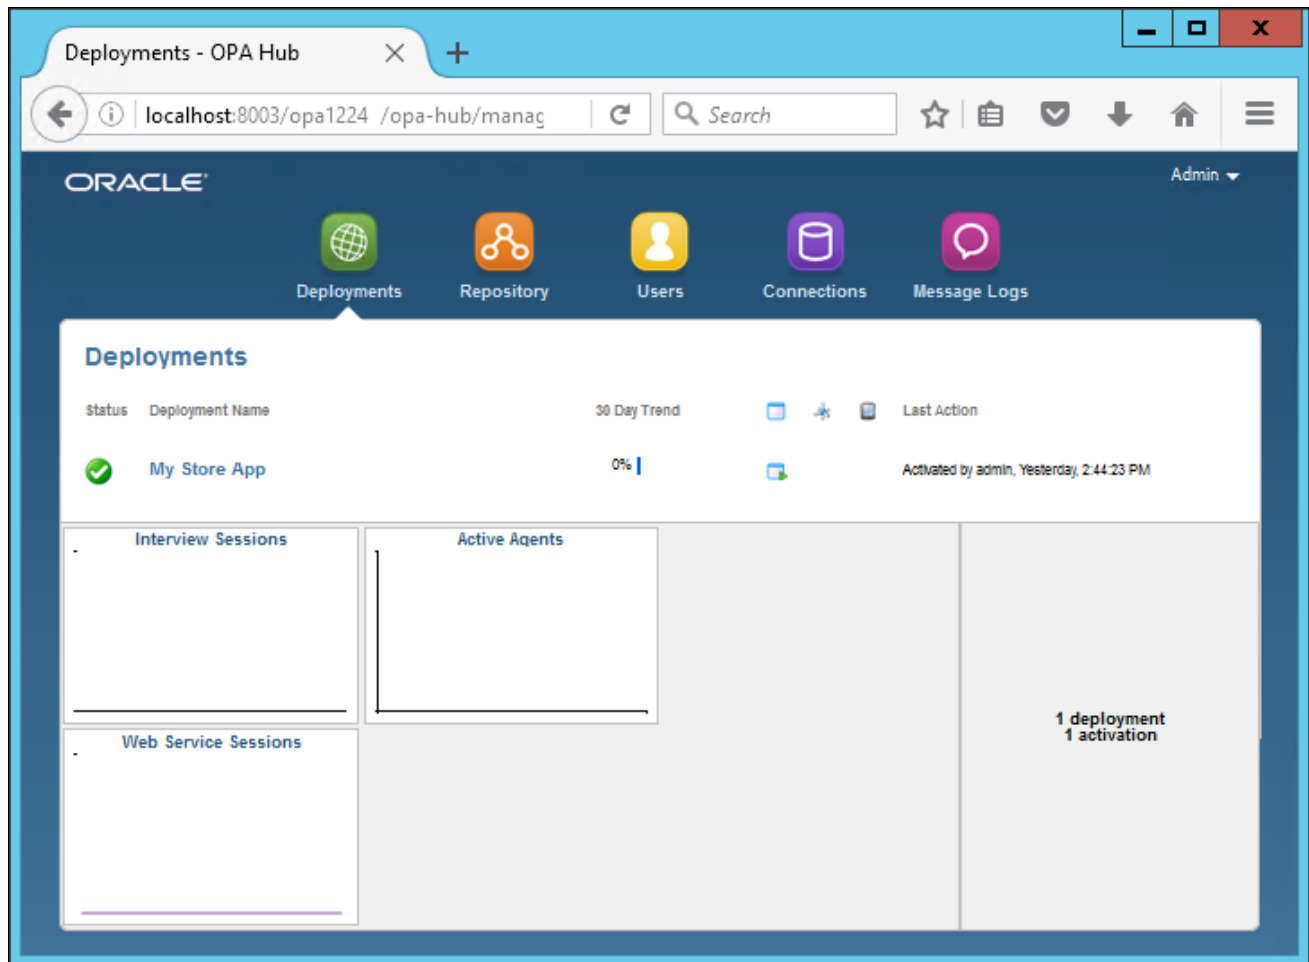 Deployments - OPA Hub
localhost:8003/opa1224 /opa-hub/manag
Search
ORACLE
Admin
Deployments Repository Users Connections Message Logs
Deployments
Status Deployment Name 30 Day Trend Last Action
My Store App 0% Activated by admin, Yesterday, 2:44:23 PM
Interview Sessions Active Agents
1 deployment
1 activation
Web Service Sessions